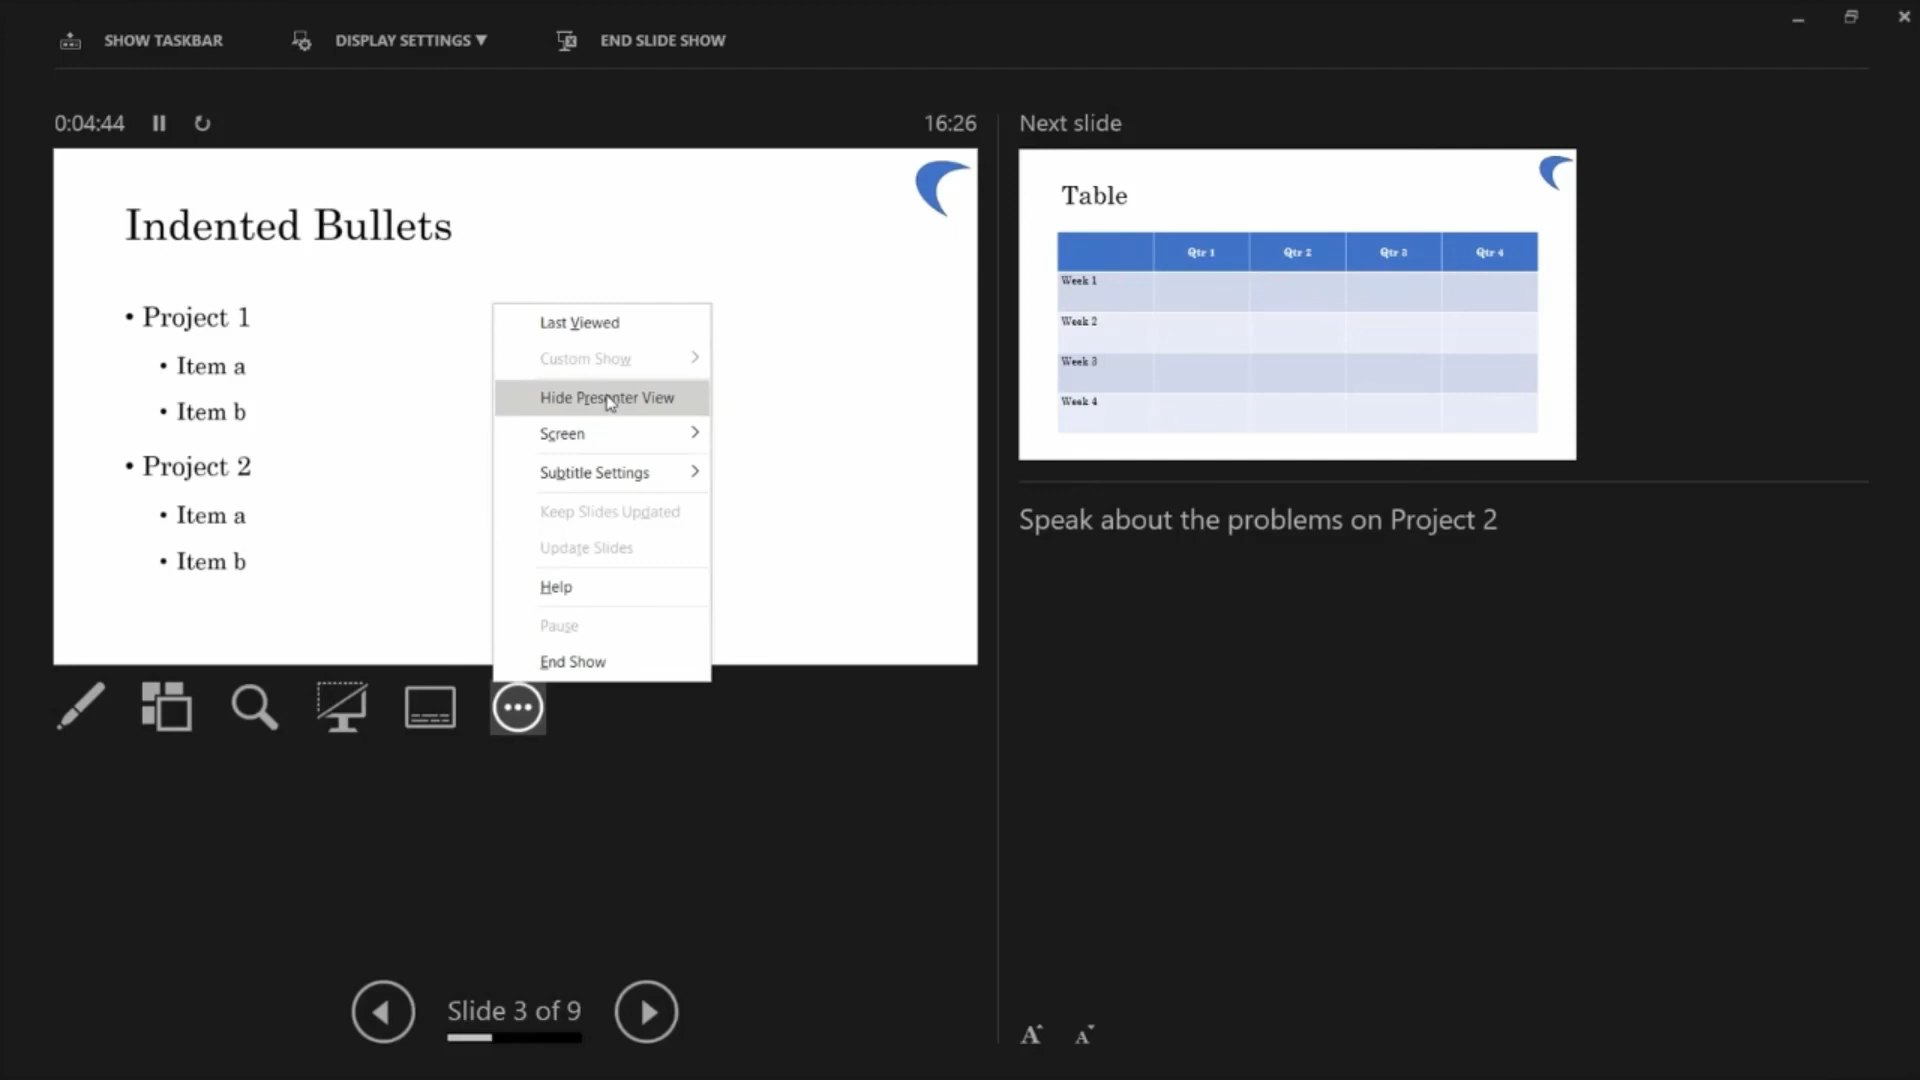 SHOW TASKBAR
DISPLAY SETTINGS ▼
END SLIDE SHOW
0:04:44
16:26
Indented Bullets
• Project 1
• Item a
• Item b
• Project 2
• Item a
• Item b
Last Viewed
Custom Show
Hide Presenter View
Screen
Subtitle Settings
Keep Slides Updated
Update Slides
Help
Pause
End Show
Slide 3 of 9
Next slide
Table
Qtr 1 Qtr 2 Qtr 3 Qtr 4
Week 1
Week 2
Week 3
Week 4
Speak about the problems on Project 2
A A